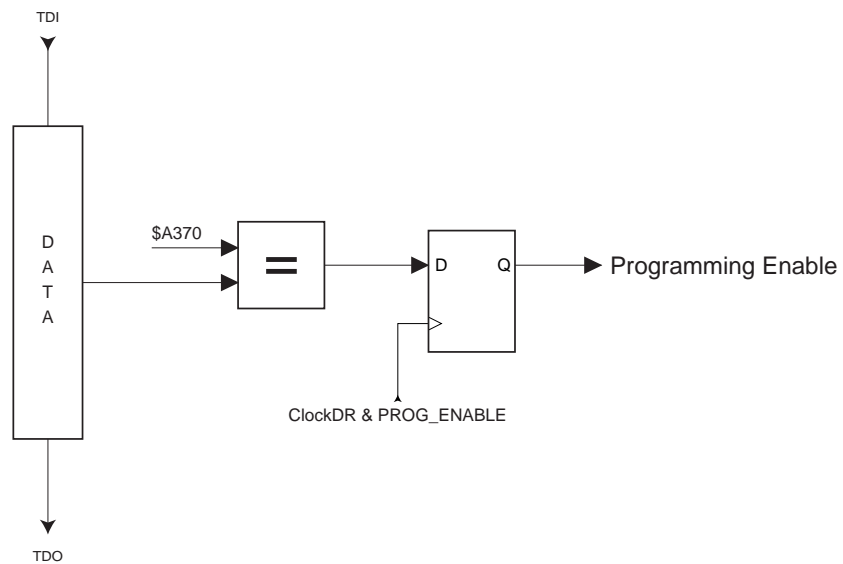 TDI
D
A
T
A
$A370
=
D
Q
Programming Enable
ClockDR & PROG_ENABLE
TDO